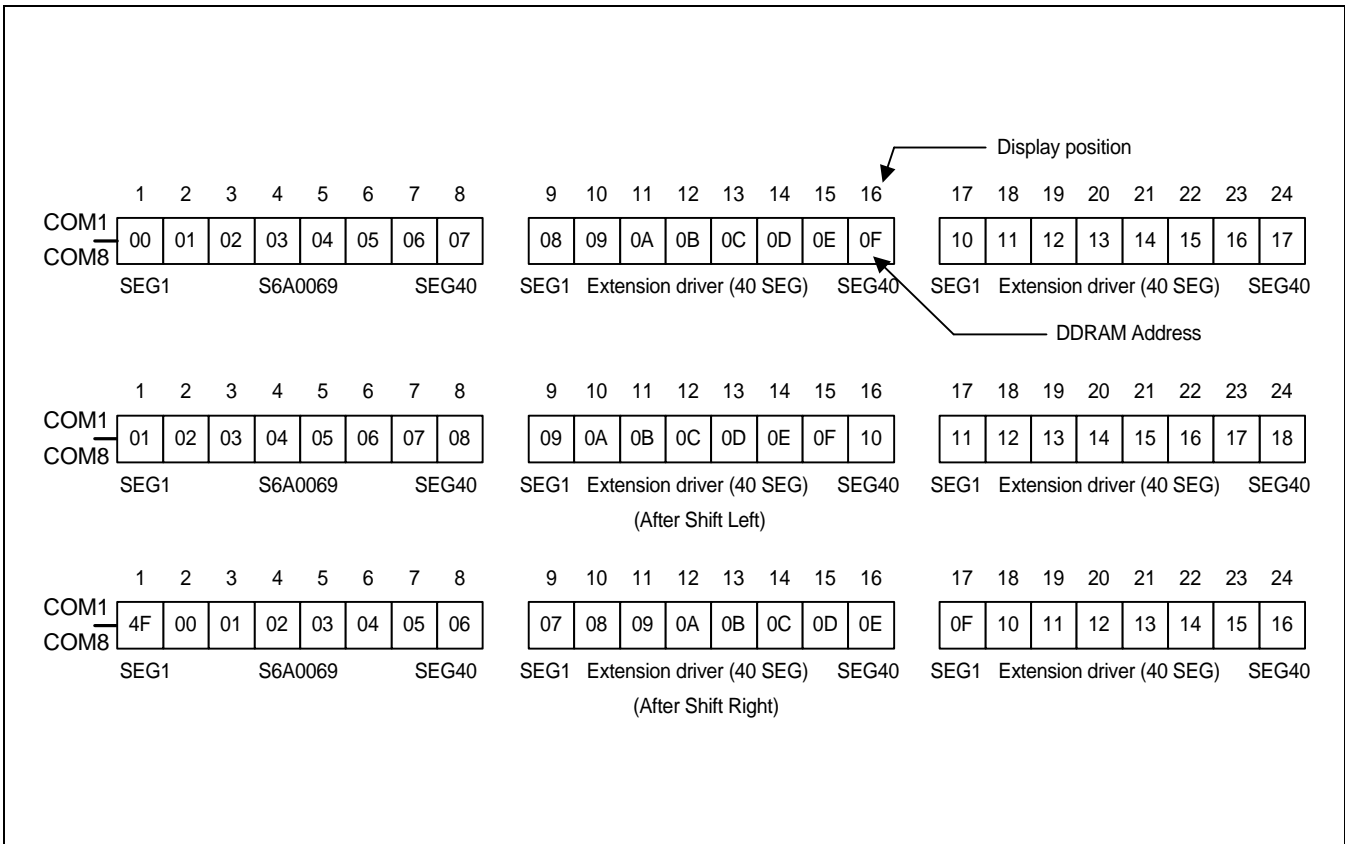 Display position
1 2 3 4 5 6 7 8 9 10 11 12 13 14 15 16 17 18 19 20 21 22 23 24
COM1
00 01 02 03 04 05 06 07 08 09 0A 0B 0C 0D 0E 0F 10 11 12 13 14 15 16 17
COM8
SEG1 S6A0069 SEG40 SEG1 Extension driver (40 SEG) SEG40 SEG1 Extension driver (40 SEG) SEG40
DDRAM Address
1 2 3 4 5 6 7 8 9 10 11 12 13 14 15 16 17 18 19 20 21 22 23 24
COM1
01 02 03 04 05 06 07 08 09 0A 0B 0C 0D 0E 0F 10 11 12 13 14 15 16 17 18
COM8
SEG1 S6A0069 SEG40 SEG1 Extension driver (40 SEG) SEG40 SEG1 Extension driver (40 SEG) SEG40
(After Shift Left)
1 2 3 4 5 6 7 8 9 10 11 12 13 14 15 16 17 18 19 20 21 22 23 24
COM1
4F 00 01 02 03 04 05 06 07 08 09 0A 0B 0C 0D 0E 0F 10 11 12 13 14 15 16
COM8
SEG1 S6A0069 SEG40 SEG1 Extension driver (40 SEG) SEG40 SEG1 Extension driver (40 SEG) SEG40
(After Shift Right)